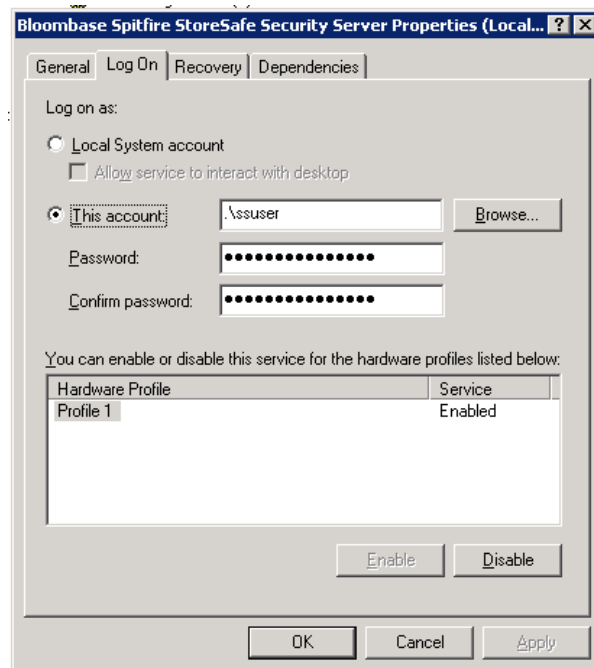 Bloombase Spitfire StoreSafe Security Server Properties (Local... ? X
General Log On Recovery Dependencies
Log on as:
Local System account
Allow service to interact with desktop
This account: .\ssuser Browse...
Password: •••••••••••••••
Confirm password: •••••••••••••••
You can enable or disable this service for the hardware profiles listed below:
Hardware Profile Service
Profile 1 Enabled
Enable Disable
OK Cancel Apply